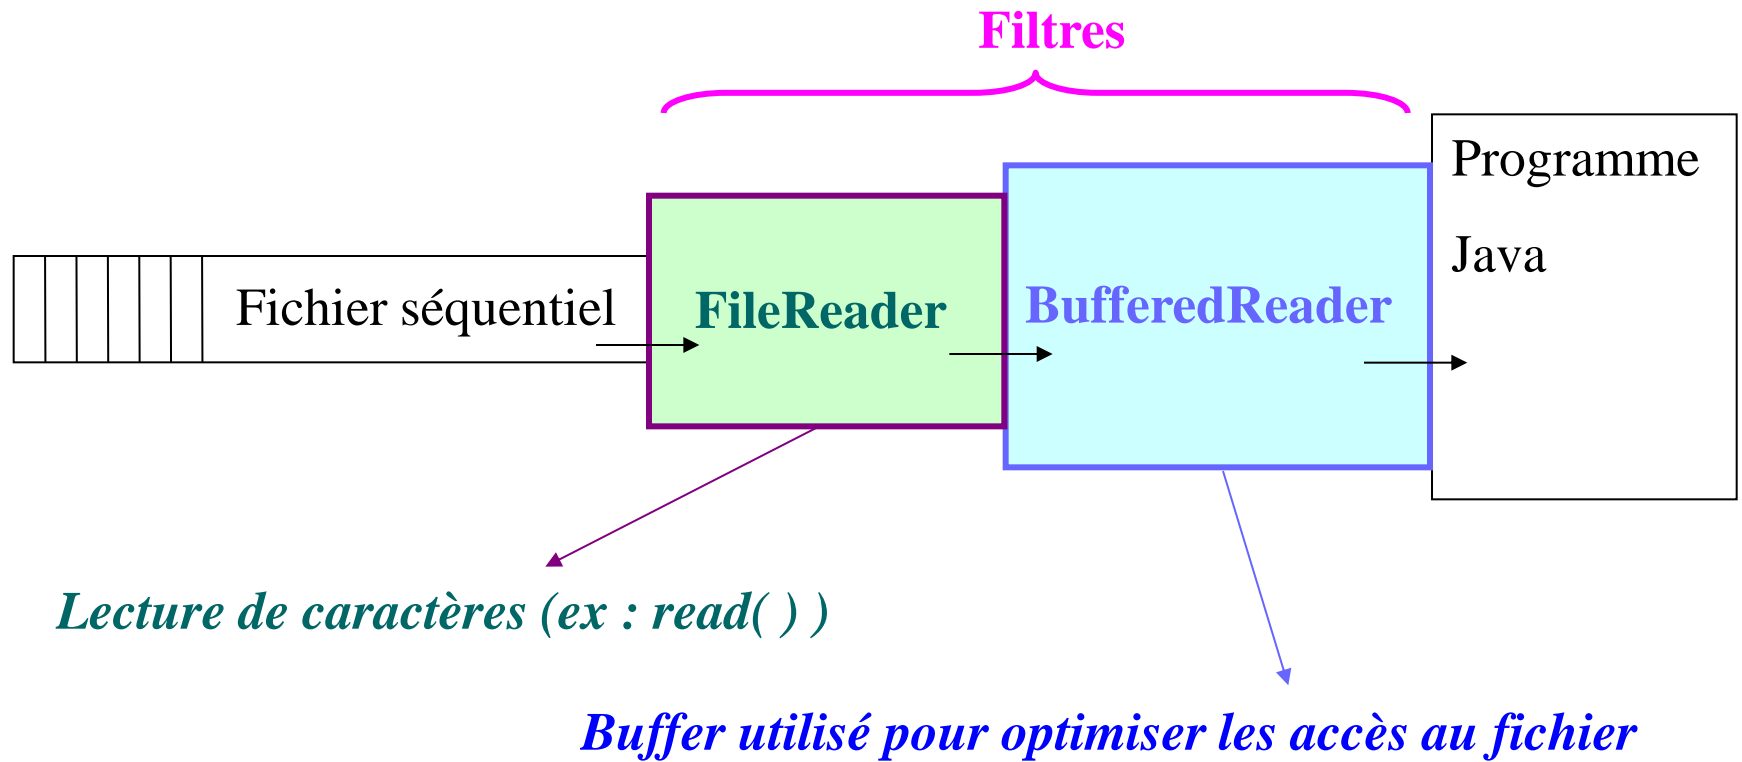 Filtres
Programme
Java
Fichier séquentiel
FileReader
BufferedReader
Lecture de caractères (ex : read( ) )
Buffer utilisé pour optimiser les accès au fichier